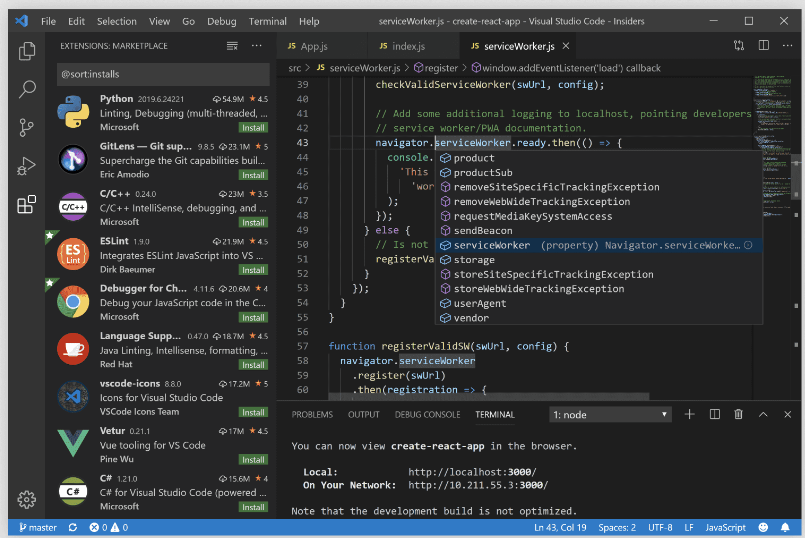 File Edit Selection View Go Debug Terminal Help
serviceWorker.js - create-react-app - Visual Studio Code - Insiders
EXTENSIONS: MARKETPLACE
@sort:installs
Python 2019.6.24221 54.9M 4.5
Linting, Debugging (multi-threaded, ...
Microsoft Install
GitLens — Git sup... 9.8.5 23.1M 5
Supercharge the Git capabilities buil...
Eric Amodio Install
C/C++
C/C++ 0.24.0 23M 3.5
C/C++ IntelliSense, debugging, and ...
Microsoft Install
ES
Lint
ESLint 1.9.0 21.9M 4.5
Integrates ESLint JavaScript into VS ...
Dirk Baeumer Install
Debugger for Ch... 4.11.6 20.6M 4
Debug your JavaScript code in the C...
Microsoft Install
Language Supp... 0.47.0 18.7M 4.5
Java Linting, Intellisense, formatting, ...
Red Hat Install
vscode-icons 8.8.0 17.2M 5
Icons for Visual Studio Code
VSCode Icons Team Install
Vetur 0.21.1 17M 4.5
Vue tooling for VS Code
Pine Wu Install
C#
C# 1.21.0 15.6M 4
C# for Visual Studio Code (powered ...
Microsoft Install
JS App.js JS index.js JS serviceWorker.js
src > JS serviceWorker.js > register > window.addEventListener('load') callback
39 checkValidServiceWorker(swUrl, config);
40
41 // Add some additional logging to localhost, pointing developers
42 // service worker/PWA documentation.
43 navigator.serviceWorker.ready.then(() => {
44 console.
45 'This
46 'wor
47 );
48 });
49 } else {
50 // Is not
51 registerVa
52 }
53 });
54 }
55 }
56
57 function registerValidSW(swUrl, config) {
58 navigator.serviceWorker
59 .register(swUrl)
60 .then(registration => {
product
productSub
removeSiteSpecificTrackingException
removeWebWideTrackingException
requestMediaKeySystemAccess
sendBeacon
serviceWorker (property) Navigator.serviceWorke...
storage
storeSiteSpecificTrackingException
storeWebWideTrackingException
userAgent
vendor
PROBLEMS OUTPUT DEBUG CONSOLE TERMINAL 1: node
You can now view create-react-app in the browser.
Local: http://localhost:3000/
On Your Network: http://10.211.55.3:3000/
Note that the development build is not optimized.
master 0 0 Ln 43, Col 19 Spaces: 2 UTF-8 LF JavaScript